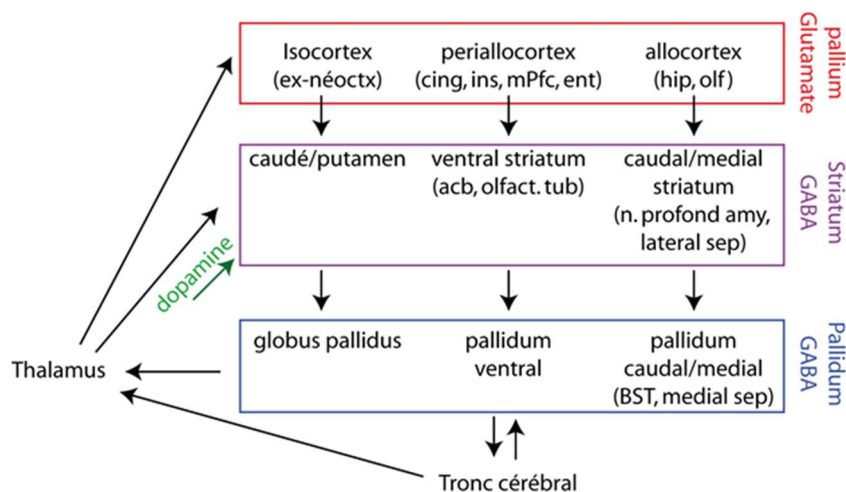 Isocortex
(ex-néoctx)
periallocortex
(cing, ins, mPfc, ent)
allocortex
(hip, olf)
pallium
Glutamate
caudé/putamen
ventral striatum
(acb, olfact. tub)
caudal/medial
striatum
(n. profond amy,
lateral sep)
Striatum
GABA
dopamine
globus pallidus
pallidum
ventral
pallidum
caudal/medial
(BST, medial sep)
Pallidum
GABA
Thalamus
Tronc cérébral